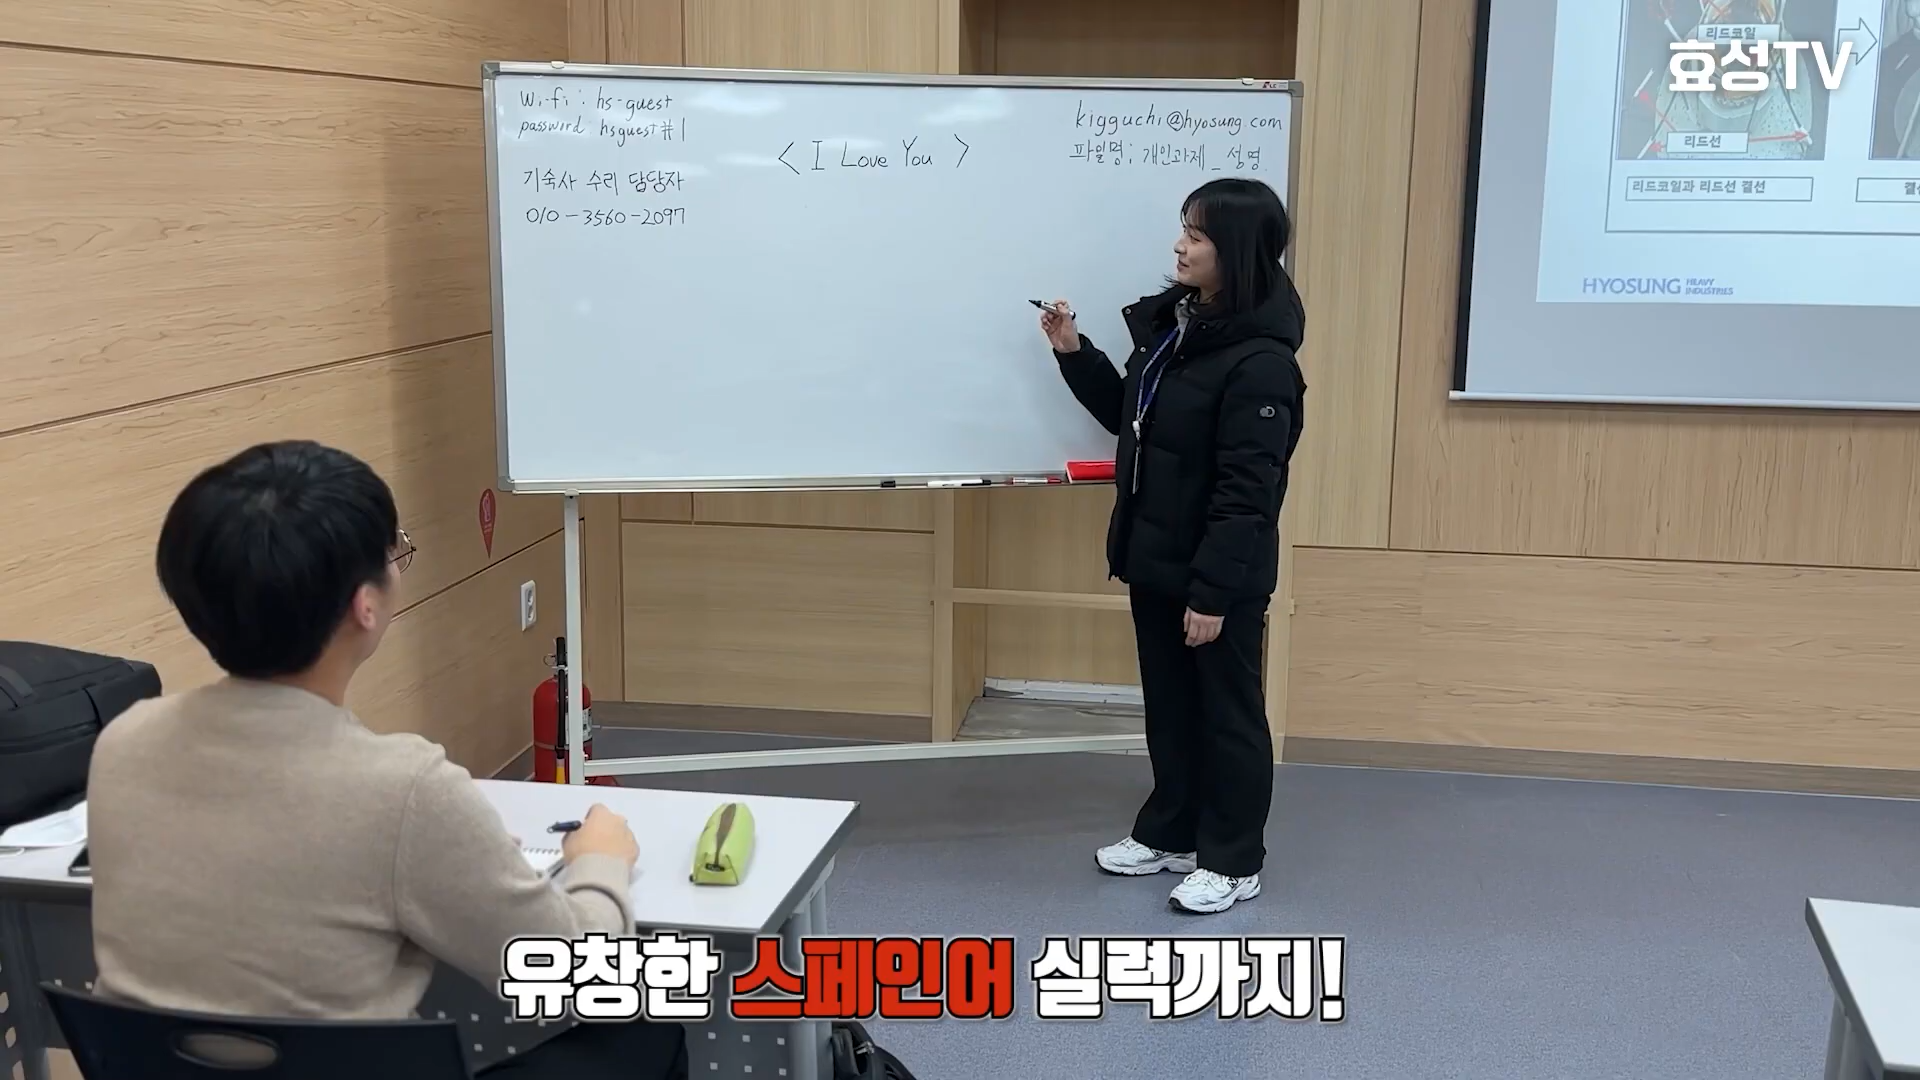 Wi-fi : hs-guest
password hsguest#1
기숙사 수리 담당자
010-3560-2097
< I Love You >
kigguchi@hyosung.com
파일명 : 개인과제_성명
효성TV
리드코일
리드선
리드코일과 리드선 결선
HYOSUNG HEAVY INDUSTRIES
유창한 스페인어 실력까지!